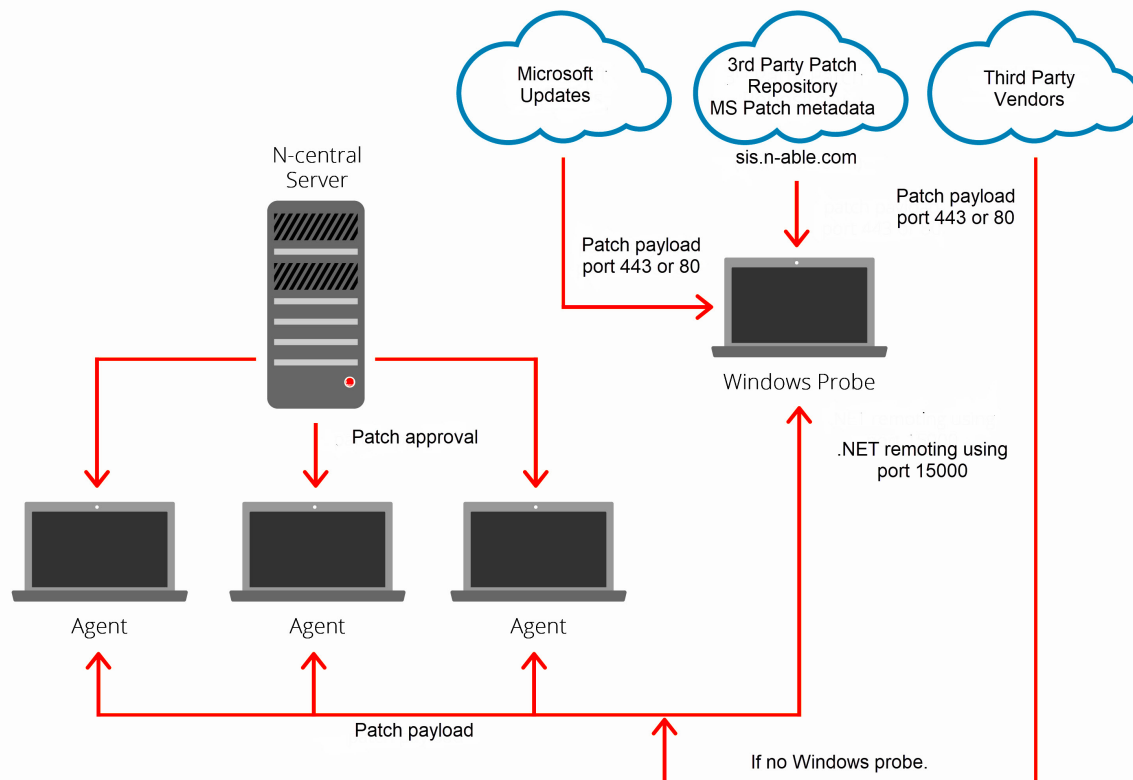 Microsoft
Updates
3rd Party Patch
Repository
MS Patch metadata
sis.n-able.com
Third Party
Vendors
N-central
Server
Patch payload
port 443 or 80
Patch payload
port 443 or 80
Windows Probe
Patch approval
.NET remoting using
port 15000
Agent
Agent
Agent
Patch payload
If no Windows probe.